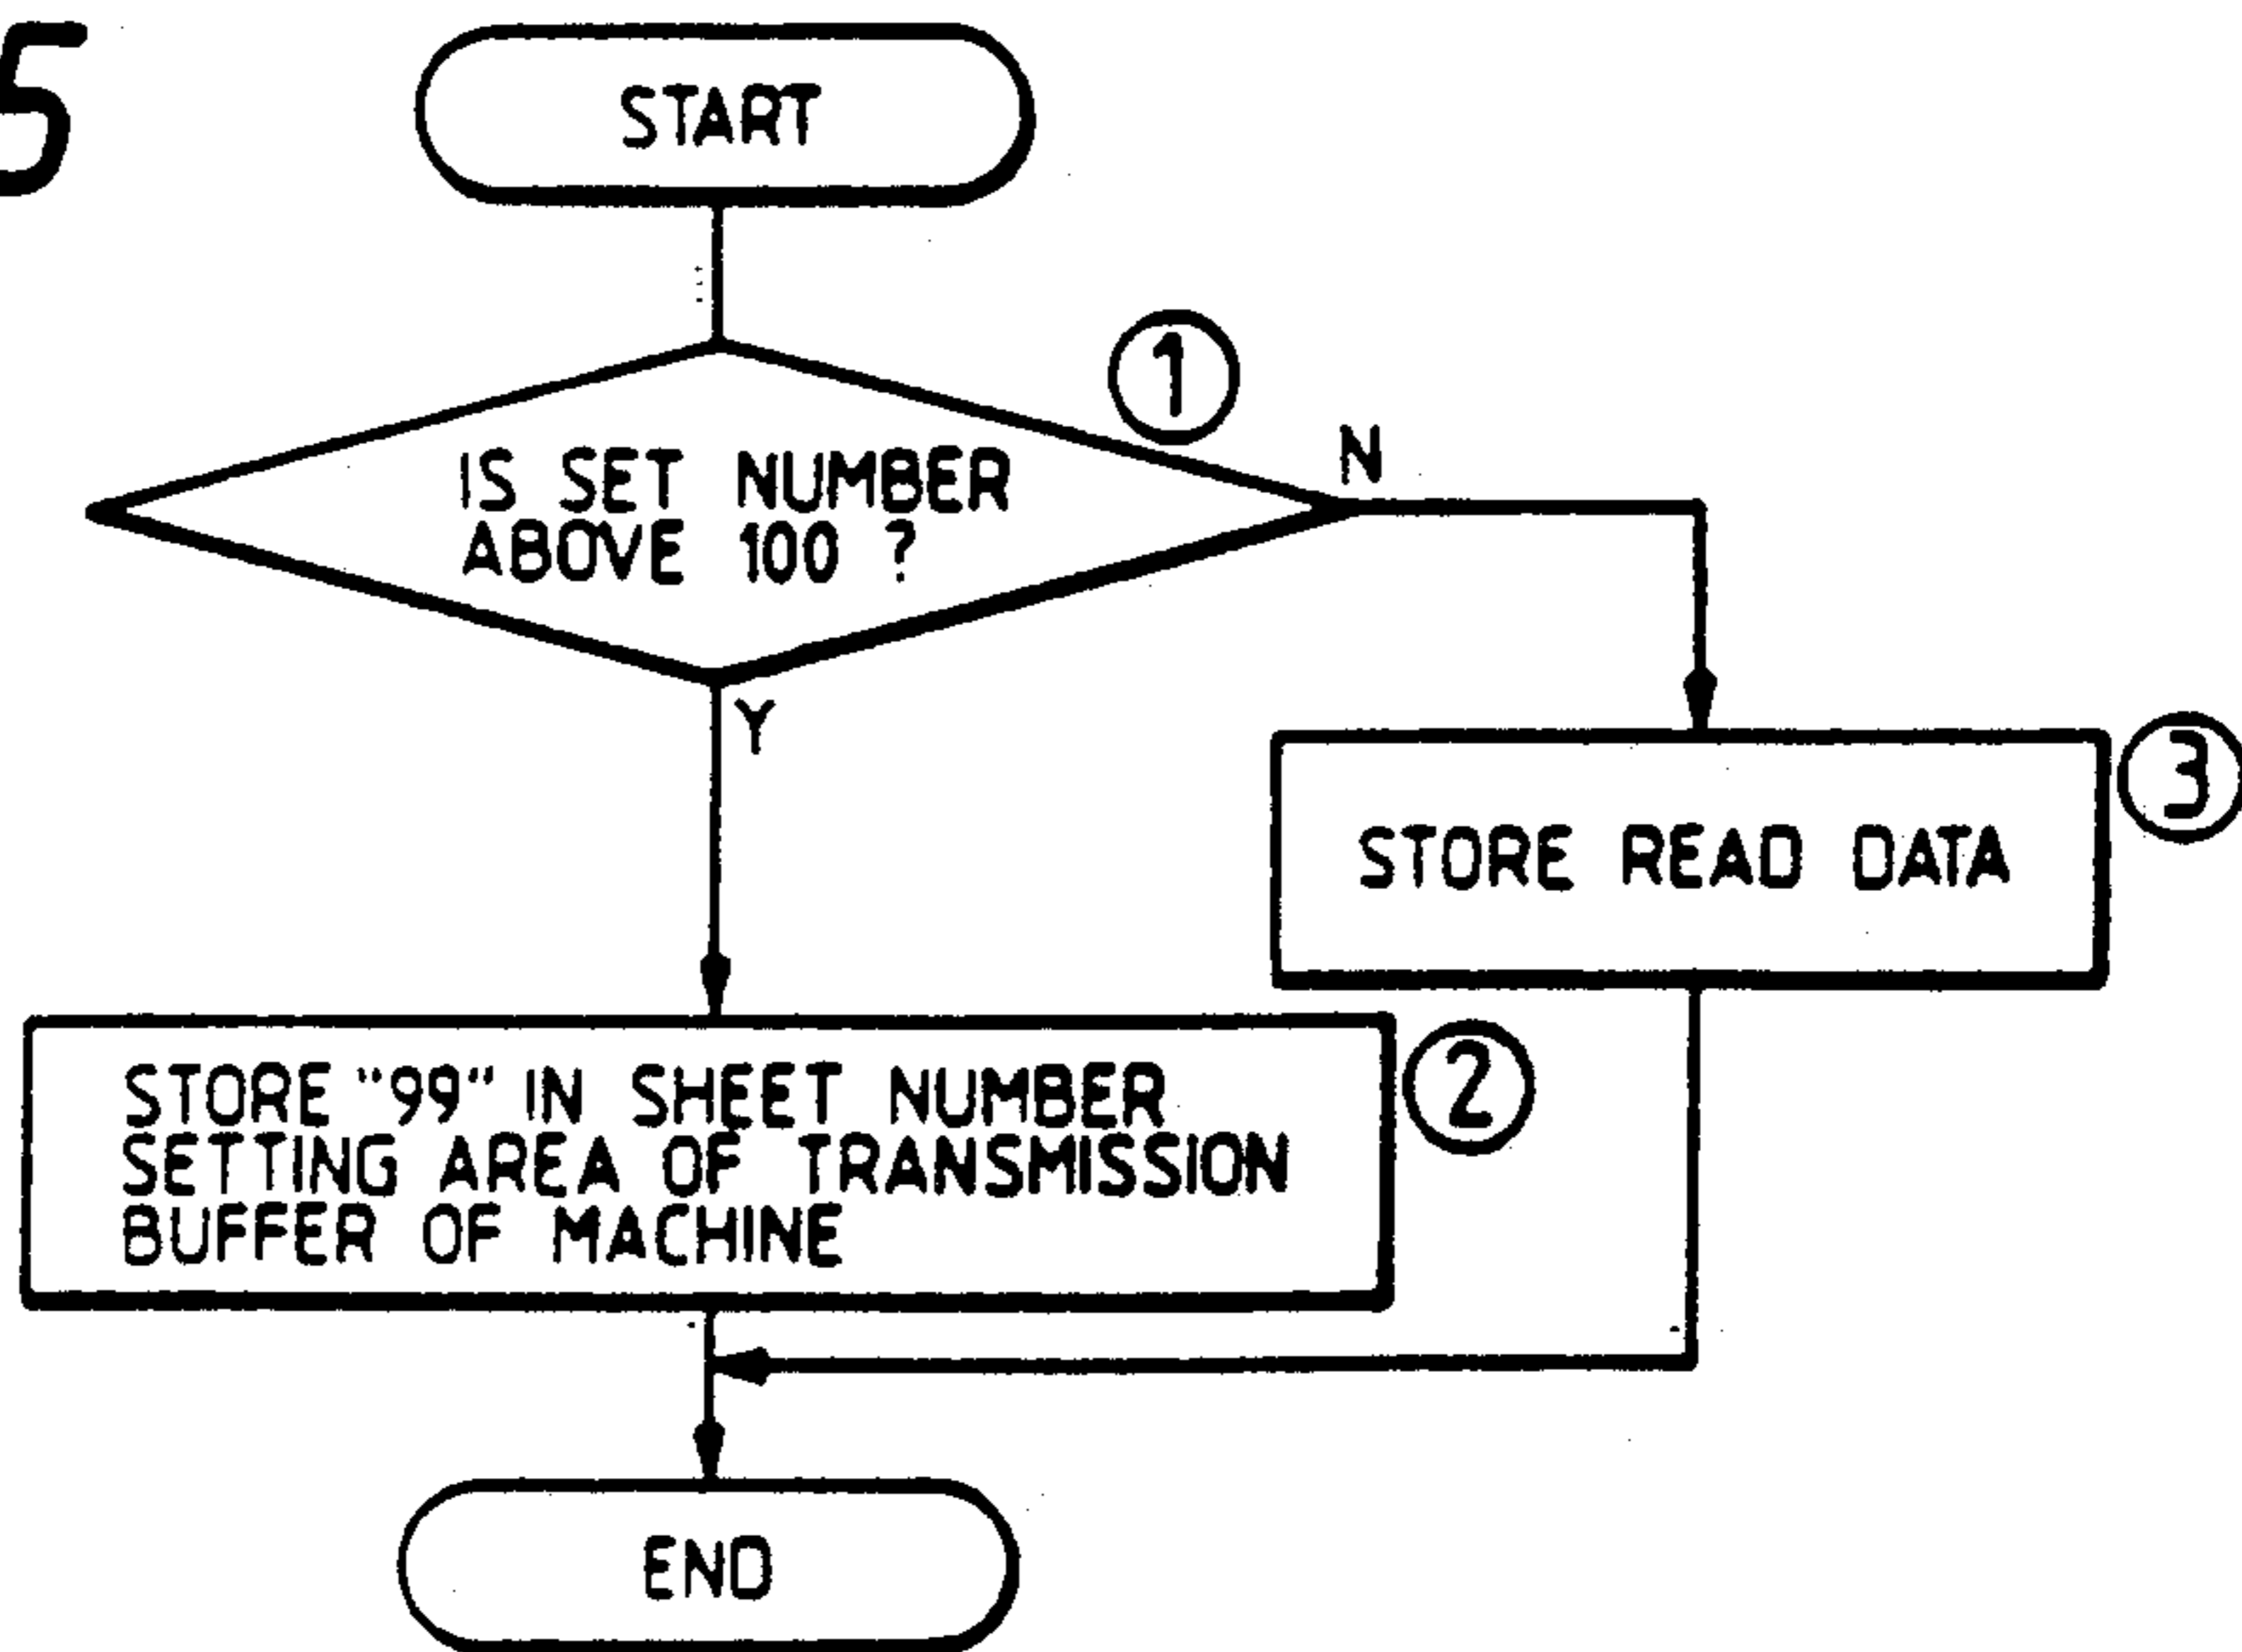 5
START
1
IS SET NUMBER
ABOVE 100 ?
N
Y
3
STORE READ DATA
2
STORE "99" IN SHEET NUMBER
SETTING AREA OF TRANSMISSION
BUFFER OF MACHINE
END